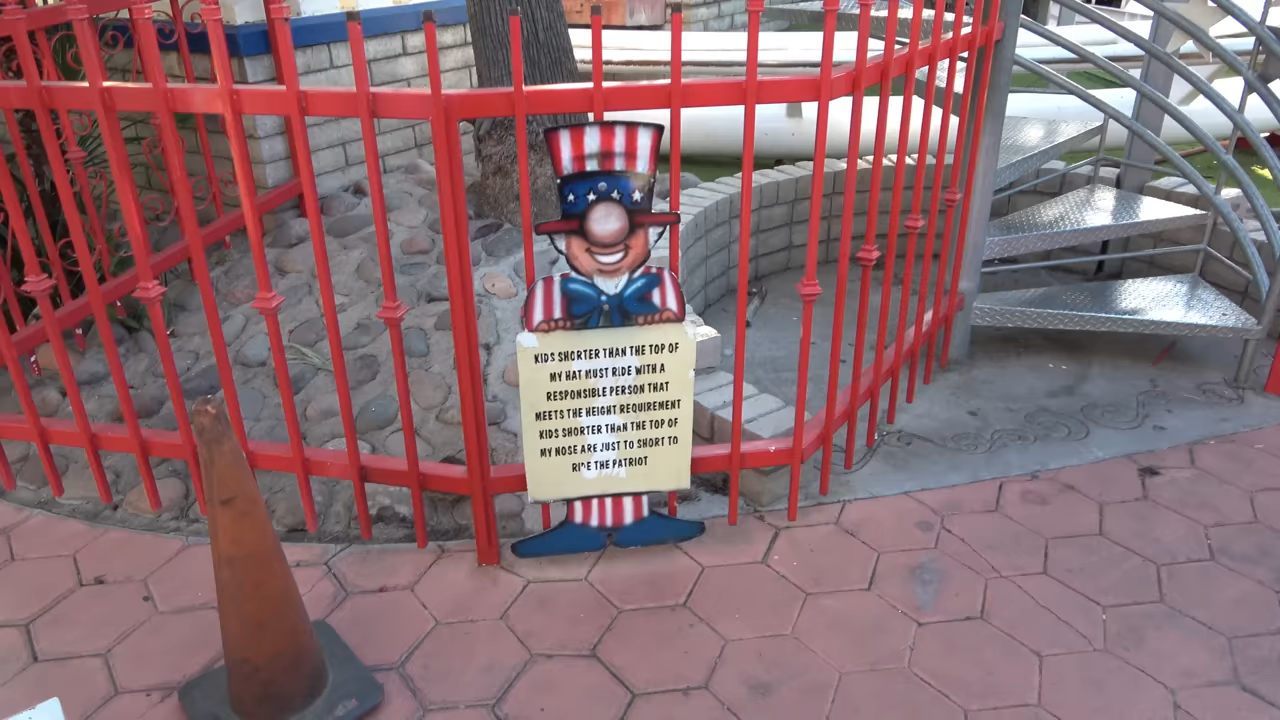 KIDS SHORTER THAN THE TOP OF
MY HAT MUST RIDE WITH A
RESPONSIBLE PERSON THAT
MEETS THE HEIGHT REQUIREMENT
KIDS SHORTER THAN THE TOP OF
MY NOSE ARE JUST TO SHORT TO
RIDE THE PATRIOT